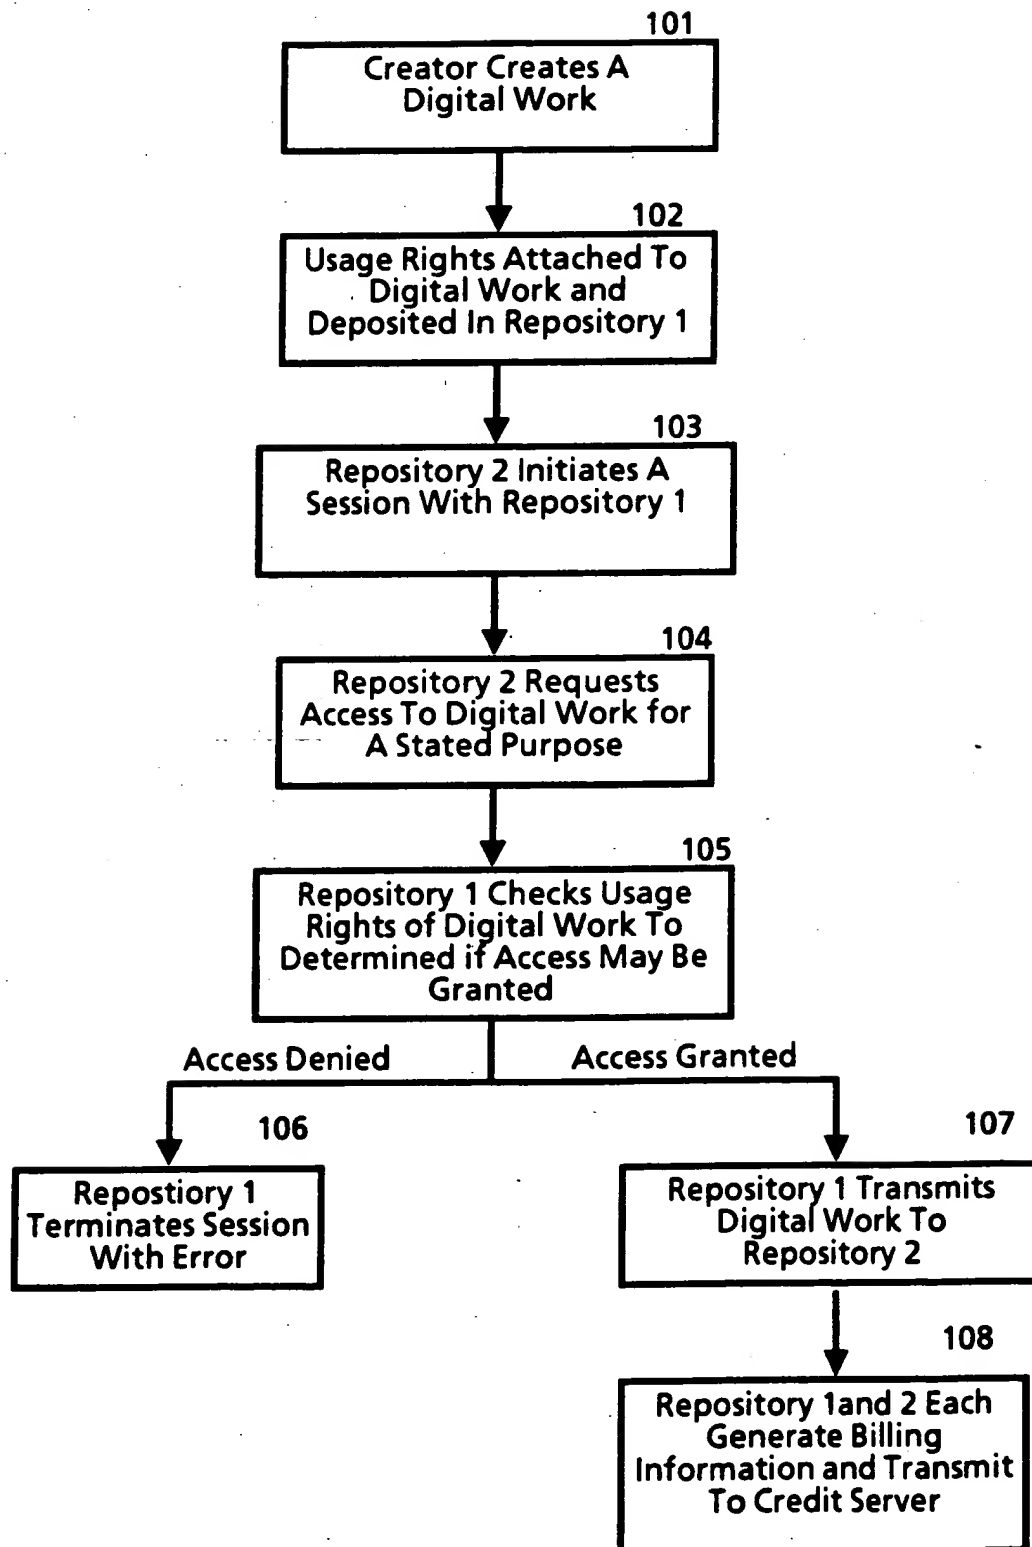 101
Creator Creates A
Digital Work
102
Usage Rights Attached To
Digital Work and
Deposited In Repository 1
103
Repository 2 Initiates A
Session With Repository 1
104
Repository 2 Requests
Access To Digital Work for
A Stated Purpose
105
Repository 1 Checks Usage
Rights of Digital Work To
Determined if Access May Be
Granted
Access Denied
Access Granted
106
Repostiory 1
Terminates Session
With Error
107
Repository 1 Transmits
Digital Work To
Repository 2
108
Repository 1and 2 Each
Generate Billing
Information and Transmit
To Credit Server